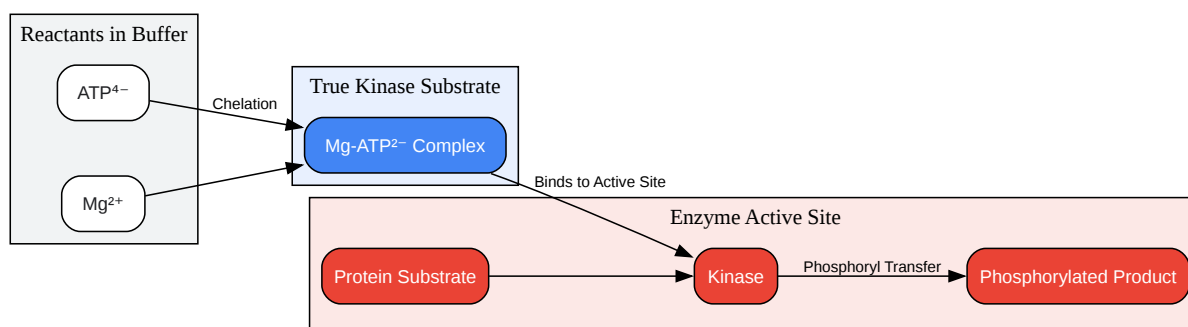 Reactants in Buffer
ATP⁴⁻
Mg²⁺
Chelation
True Kinase Substrate
Mg-ATP²⁻ Complex
Binds to Active Site
Enzyme Active Site
Protein Substrate
Kinase
Phosphoryl Transfer
Phosphorylated Product